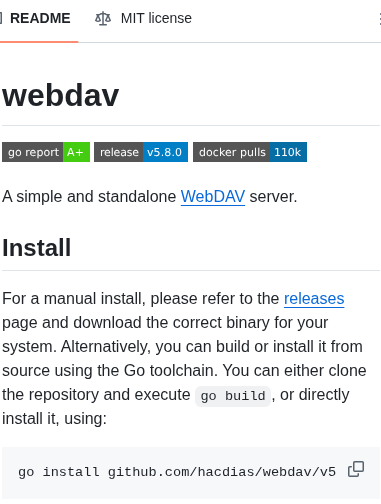 README MIT license
webdav
go report A+ release v5.8.0 docker pulls 110k
A simple and standalone WebDAV server.
Install
For a manual install, please refer to the releases
page and download the correct binary for your
system. Alternatively, you can build or install it from
source using the Go toolchain. You can either clone
the repository and execute go build, or directly
install it, using:
go install github.com/hacdias/webdav/v5